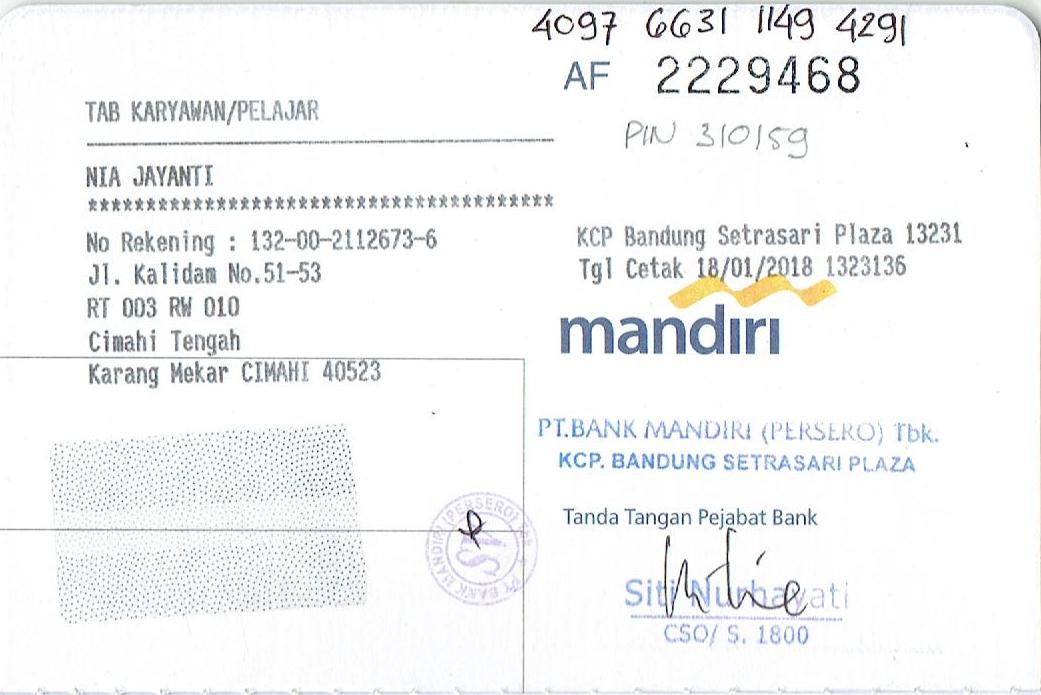 4097 6631 1149 4291
AF 2229468
TAB KARYAWAN/PELAJAR
PIN 310159
NIA JAYANTI
****************************************
No Rekening : 132-00-2112673-6
Jl. Kalidam No.51-53
RT 003 RW 010
Cimahi Tengah
Karang Mekar CIMAHI 40523
KCP Bandung Setrasari Plaza 13231
Tgl Cetak 18/01/2018 1323136
mandiri
PT.BANK MANDIRI (PERSERO) Tbk.
KCP. BANDUNG SETRASARI PLAZA
Tanda Tangan Pejabat Bank
Siti Nurhayati
CSO/ S. 1800
PT BANK MANDIRI (PERSERO) Tbk